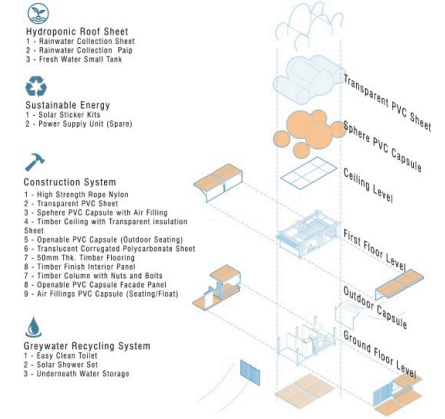 Hydroponic Roof Sheet
1 - Rainwater Collection Sheet
2 - Rainwater Collection Paip
3 - Fresh Water Small Tank
Sustainable Energy
1 - Solar Sticker Kits
2 - Power Supply Unit (Spare)
Construction System
1 - High Strength Rope Nylon
2 - Transparent PVC Sheet
3 - Spehere PVC Capsule with Air Filling
4 - Timber Ceiling with Transparent insulation
Sheet
5 - Openable PVC Capsule (Outdoor Seating)
6 - Translucent Corrugated Polycarbonate Sheet
7 - 50mm Thk. Timber Flooring
8 - Timber Finish Interior Panel
7 - Timber Column with Nuts and Bolts
8 - Openable PVC Capsule Facade Panel
9 - Air Fillings PVC Capsule (Seating/Float)
Greywater Recycling System
1 - Easy Clean Toilet
2 - Solar Shower Set
3 - Underneath Water Storage
Transparent PVC Sheet
Sphere PVC Capsule
Ceiling Level
First Floor Level
Outdoor Capsule
Ground Floor Level